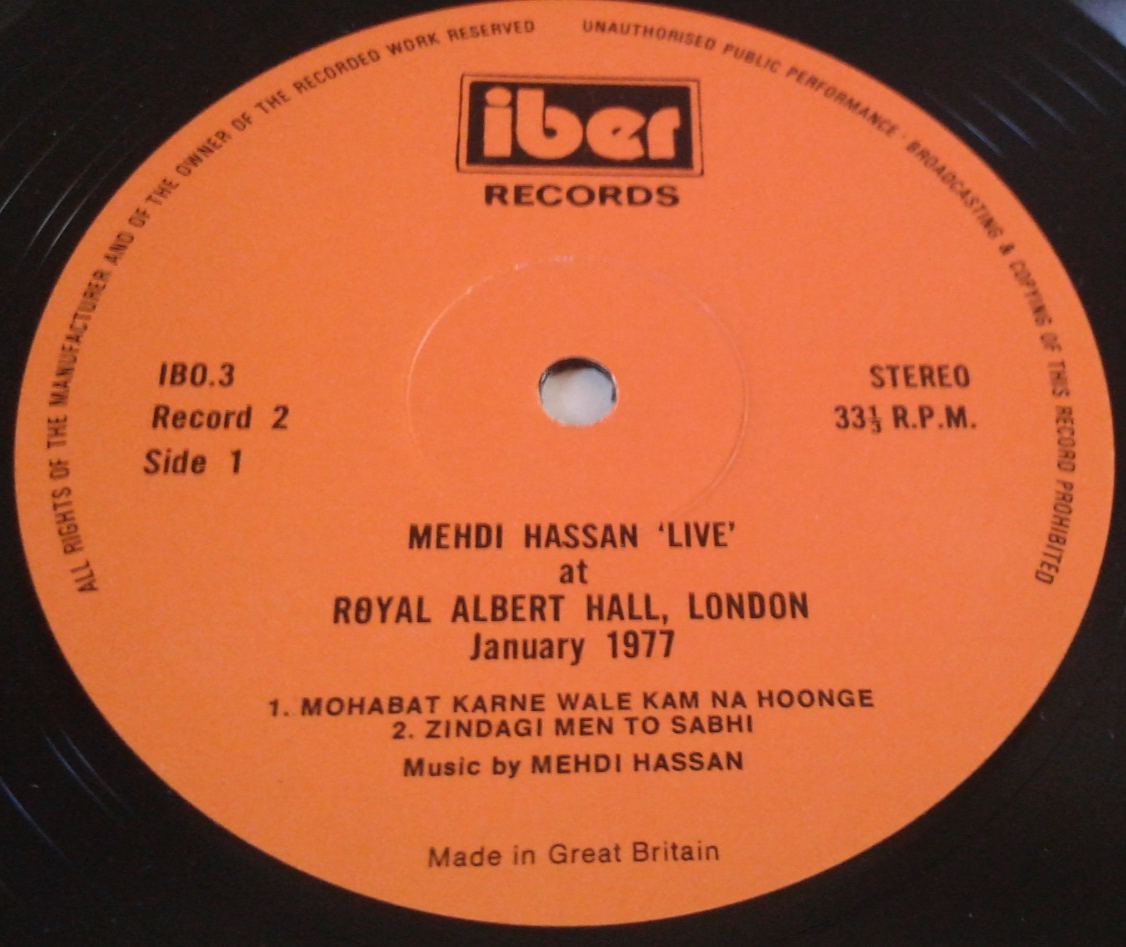 ALL RIGHTS OF THE MANUFACTURER AND OF THE OWNER OF THE RECORDED WORK RESERVED
UNAUTHORISED PUBLIC PERFORMANCE · BROADCASTING & COPYING OF THIS RECORD PROHIBITED
iber
RECORDS
IBO.3
Record 2
Side 1
STEREO
33⅓ R.P.M.
MEHDI HASSAN ‘LIVE’
at
ROYAL ALBERT HALL, LONDON
January 1977
1. MOHABAT KARNE WALE KAM NA HOONGE
2. ZINDAGI MEN TO SABHI
Music by MEHDI HASSAN
Made in Great Britain